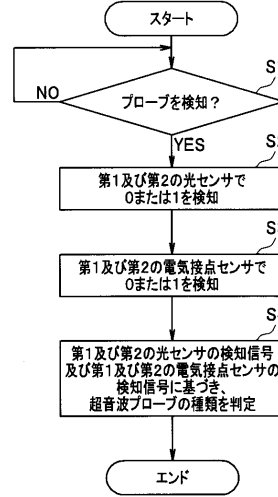 スタート
S
プローブを検知?
NO
YES
S
第1及び第2の光センサで
0または1を検知
S
第1及び第2の電気接点センサで
0または1を検知
S
第1及び第2の光センサの検知信号
及び第1及び第2の電気接点センサの
検知信号に基づき、
超音波プローブの種類を判定
エンド